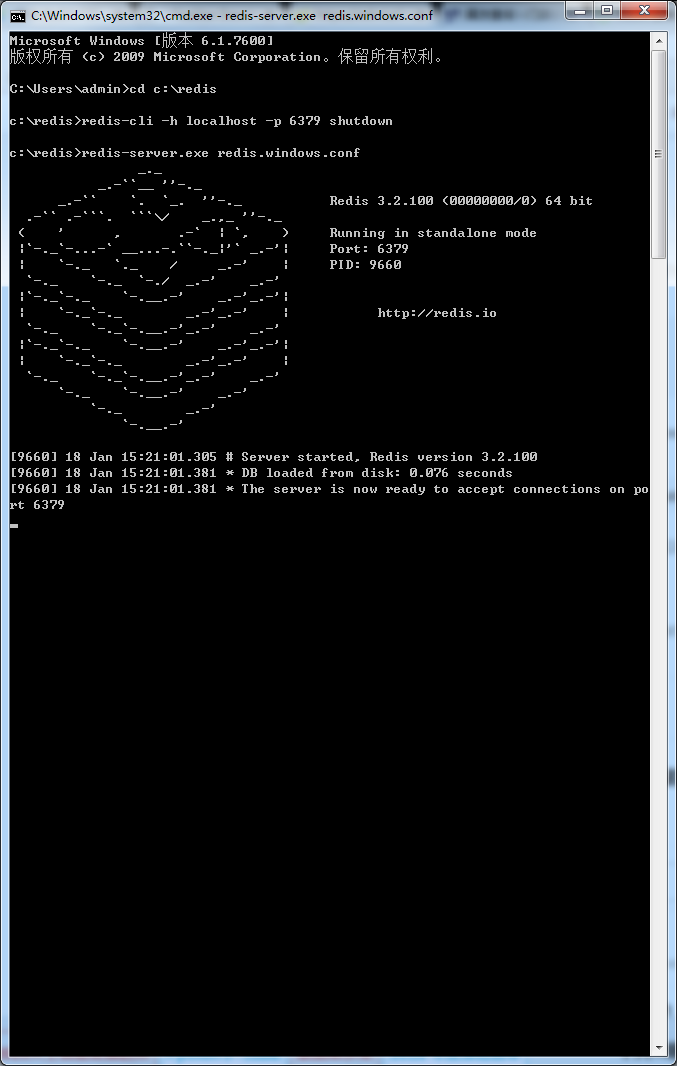 C:\Windows\system32\cmd.exe - redis-server.exe  redis.windows.conf
Microsoft Windows [版本 6.1.7600]
版权所有 (c) 2009 Microsoft Corporation。保留所有权利。
C:\Users\admin>cd c:\redis
c:\redis>redis-cli -h localhost -p 6379 shutdown
c:\redis>redis-server.exe redis.windows.conf
Redis 3.2.100 (00000000/0) 64 bit
Running in standalone mode
Port: 6379
PID: 9660
http://redis.io
[9660] 18 Jan 15:21:01.305 # Server started, Redis version 3.2.100
[9660] 18 Jan 15:21:01.381 * DB loaded from disk: 0.076 seconds
[9660] 18 Jan 15:21:01.381 * The server is now ready to accept connections on po
rt 6379